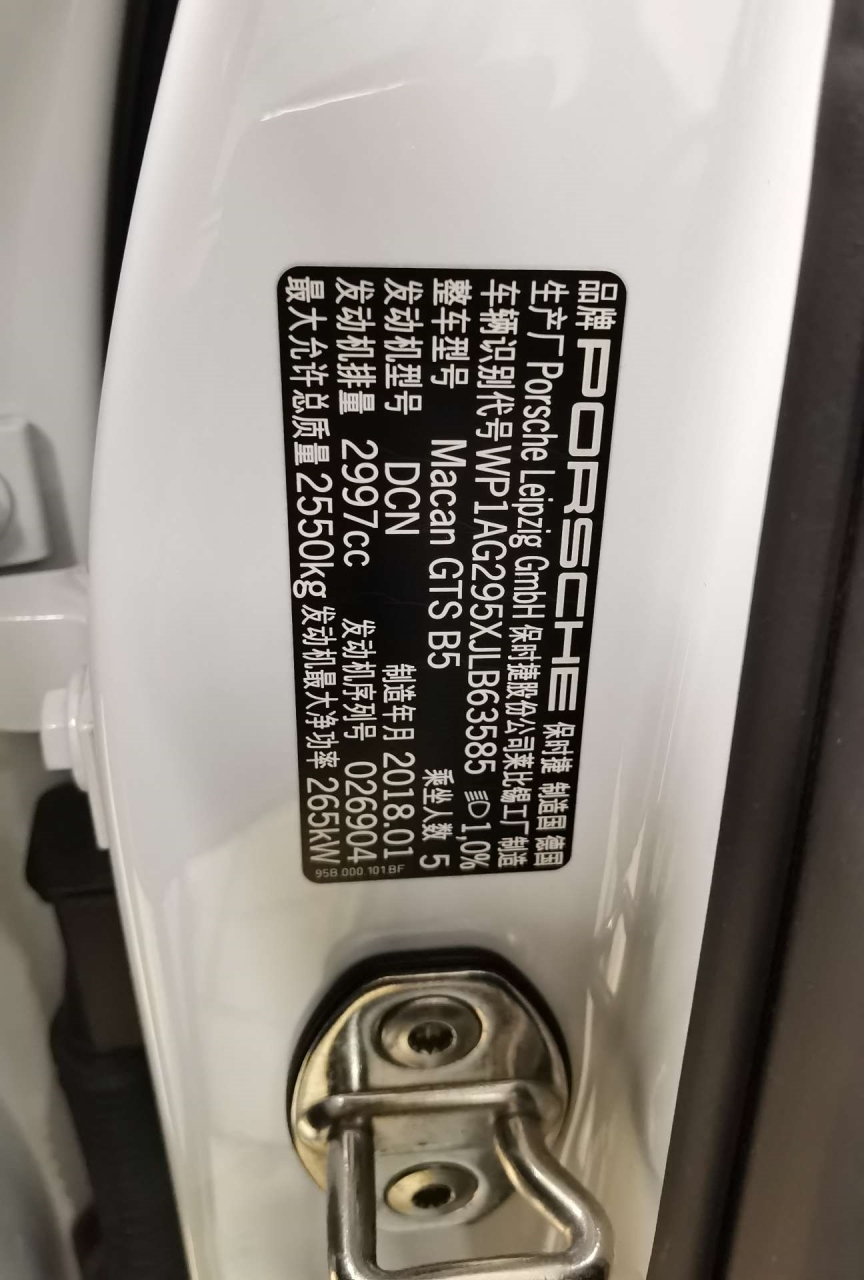 品牌 PORSCHE 保时捷 制造国 德国
生产厂 Porsche Leipzig GmbH 保时捷股份公司莱比锡工厂 制造
车辆识别代号 WP1AG295XJLB63585 1,0%
整车型号 Macan GTS B5 乘坐人数 5
发动机型号 DCN 制造年月 2018.01
发动机排量 2997cc 发动机序列号 026904
最大允许总质量 2550kg 发动机最大净功率 265kW
95B.000.101.BF